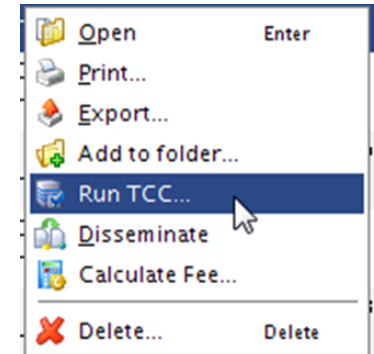 Open Enter
Print...
Export...
Add to folder...
Run TCC...
Disseminate
Calculate Fee...
Delete... Delete